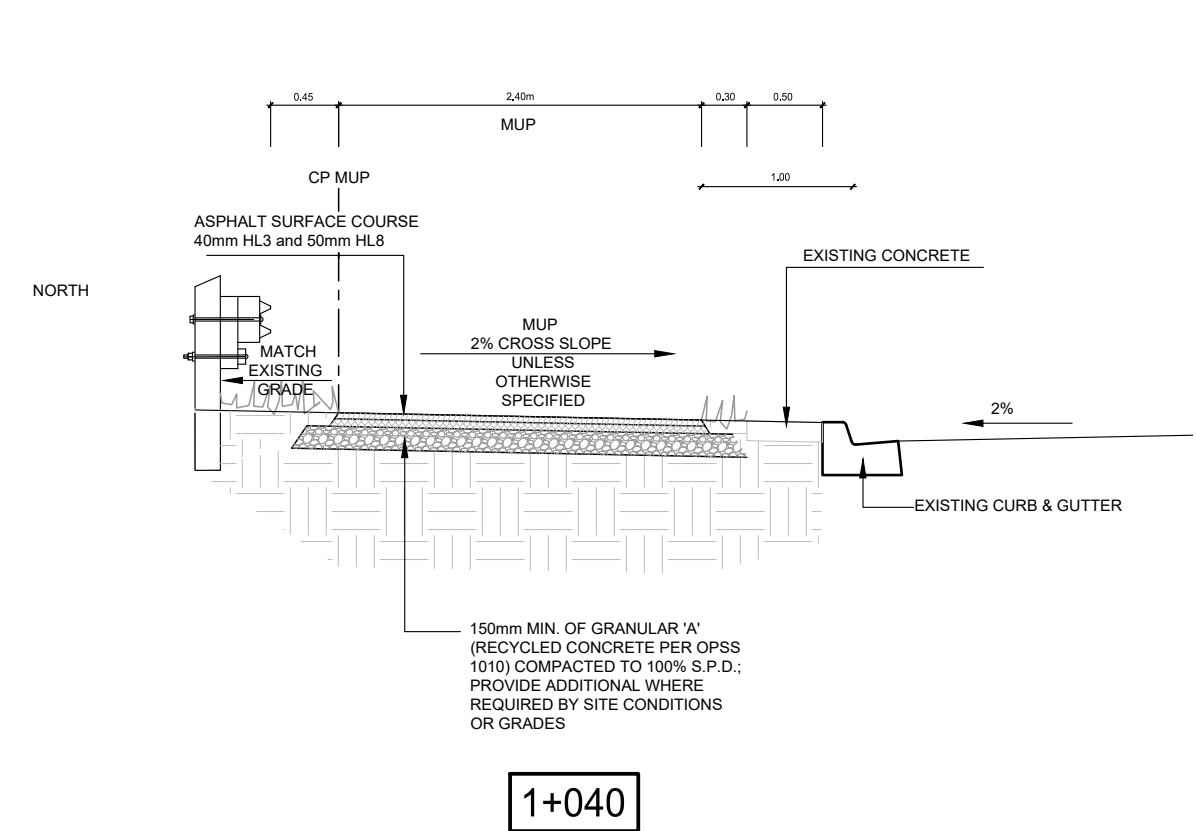 0.45
2.40m
0.30
0.50
MUP
1.00
CP MUP
ASPHALT SURFACE COURSE
40mm HL3 and 50mm HL8
EXISTING CONCRETE
NORTH
MUP
2% CROSS SLOPE
UNLESS
OTHERWISE
SPECIFIED
MATCH
EXISTING
GRADE
2%
EXISTING CURB & GUTTER
150mm MIN. OF GRANULAR 'A'
(RECYCLED CONCRETE PER OPSS
1010) COMPACTED TO 100% S.P.D.;
PROVIDE ADDITIONAL WHERE
REQUIRED BY SITE CONDITIONS
OR GRADES
1+040